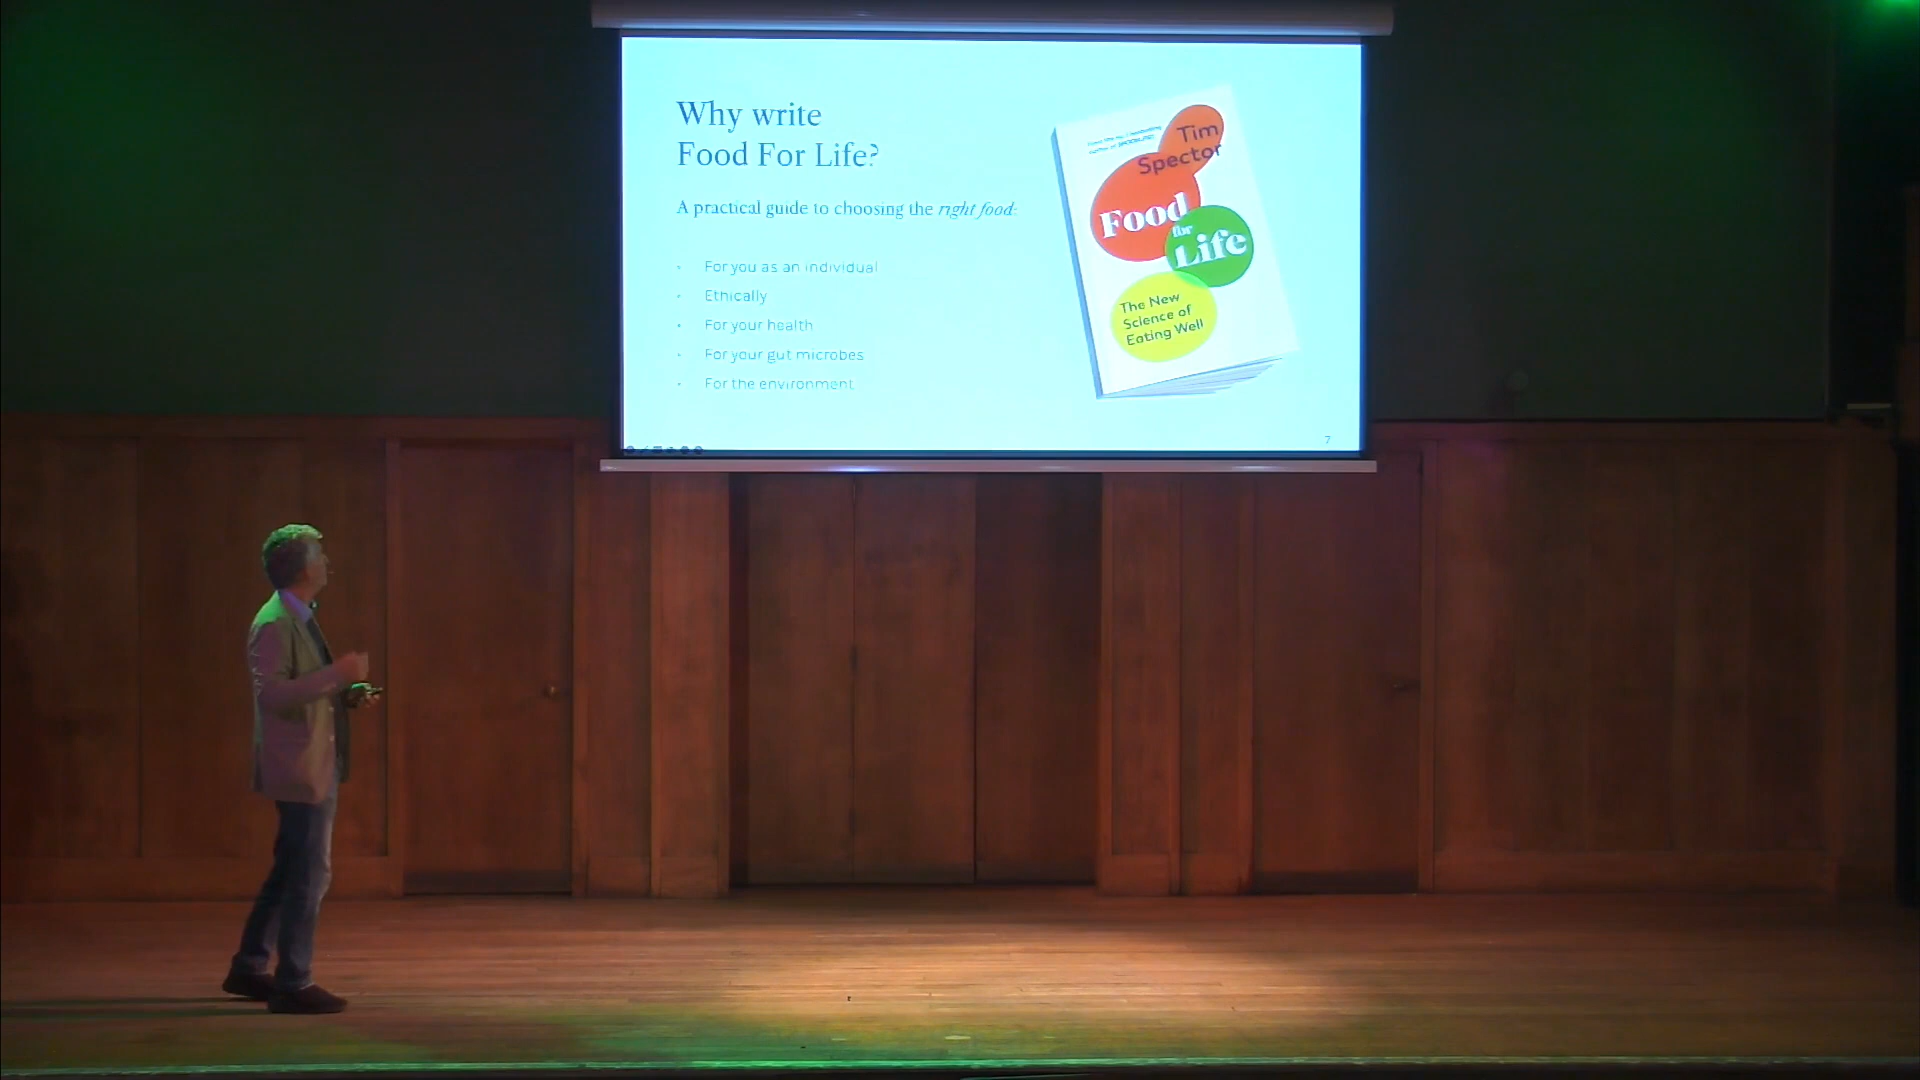 Why write
Food For Life?
A practical guide to choosing the right food:
For you as an individual
Ethically
For your health
For your gut microbes
For the environment
Tim
Spector
Food
for
Life
The New
Science of
Eating Well
7